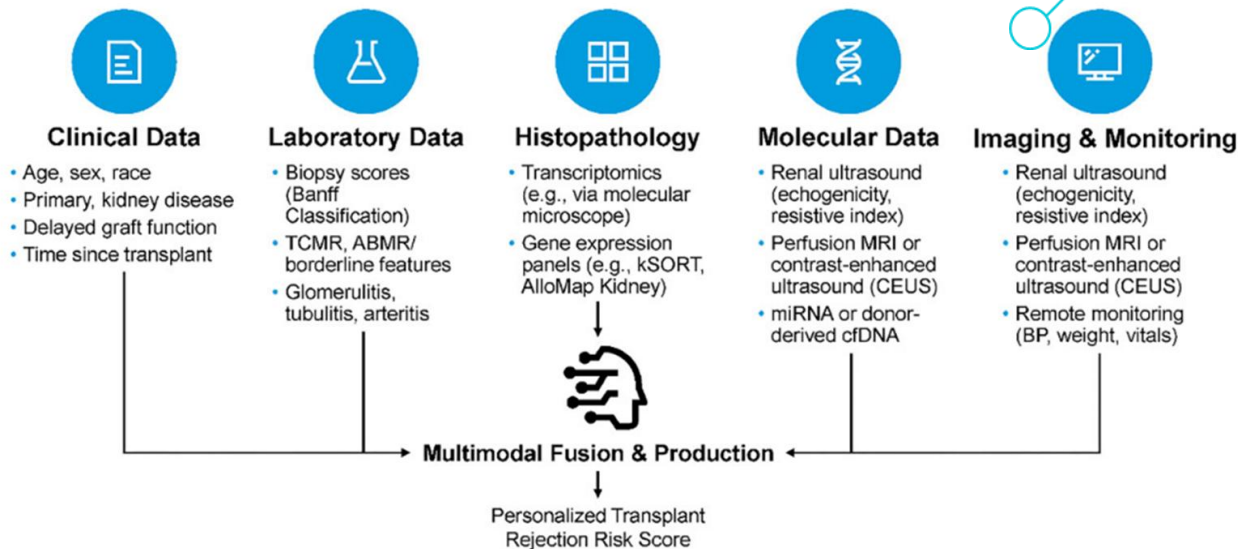 Clinical Data
• Age, sex, race
• Primary, kidney disease
• Delayed graft function
• Time since transplant
Laboratory Data
• Biopsy scores
(Banff
Classification)
• TCMR, ABMR/
borderline features
• Glomerulitis,
tubulitis, arteritis
Histopathology
• Transcriptomics
(e.g., via molecular
microscope)
• Gene expression
panels (e.g., kSORT,
AlloMap Kidney)
Molecular Data
• Renal ultrasound
(echogenicity,
resistive index)
• Perfusion MRI or
contrast-enhanced
ultrasound (CEUS)
• miRNA or donor-
derived cfDNA
Imaging & Monitoring
• Renal ultrasound
(echogenicity,
resistive index)
• Perfusion MRI or
contrast-enhanced
ultrasound (CEUS)
• Remote monitoring
(BP, weight, vitals)
Multimodal Fusion & Production
Personalized Transplant
Rejection Risk Score